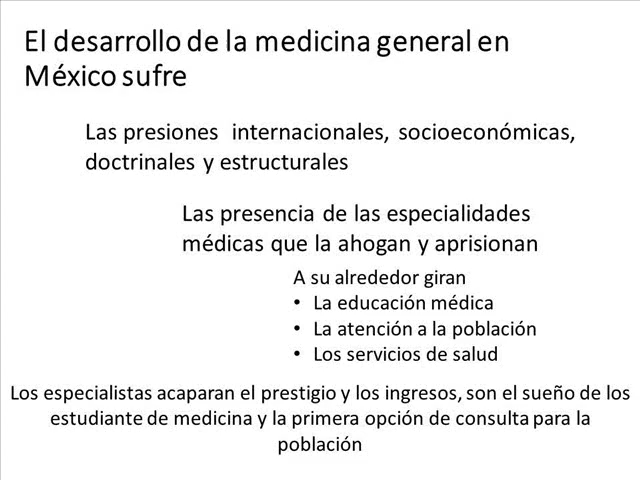 El desarrollo de la medicina general en
México sufre
Las presiones internacionales, socioeconómicas,
doctrinales y estructurales
Las presencia de las especialidades
médicas que la ahogan y aprisionan
A su alrededor giran
• La educación médica
• La atención a la población
• Los servicios de salud
Los especialistas acaparan el prestigio y los ingresos, son el sueño de los
estudiante de medicina y la primera opción de consulta para la
población